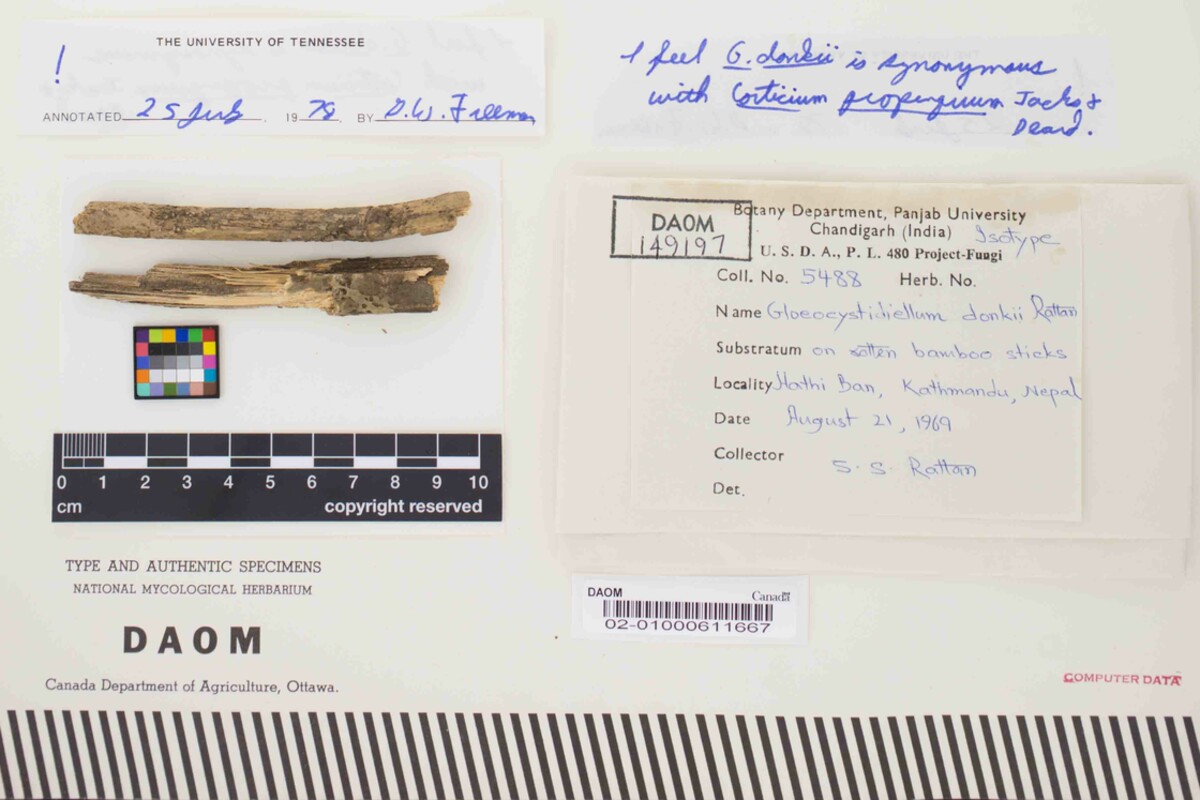 !
THE UNIVERSITY OF TENNESSEE
ANNOTATED 25 19 78 BY D.W. Freeman
I feel G. donkii is synonymous
with Corticium Jacks &
Deard.
DAOM
149197
Botany Department, Panjab University
Chandigarh (India) Isotype
U. S. D. A., P. L. 480 Project-Fungi
Coll. No. 5488 Herb. No.
Name Gloeocystidiellum donkii Rattan
Substratum on rotten bamboo sticks
Locality Hathi Ban, Kathmandu, Nepal
Date August 21, 1969
Collector S. S. Rattan
Det.
0 1 2 3 4 5 6 7 8 9 10
cm copyright reserved
TYPE AND AUTHENTIC SPECIMENS
NATIONAL MYCOLOGICAL HERBARIUM
DAOM
Canada Department of Agriculture, Ottawa.
DAOM Canada
02-01000611667
COMPUTER DATA